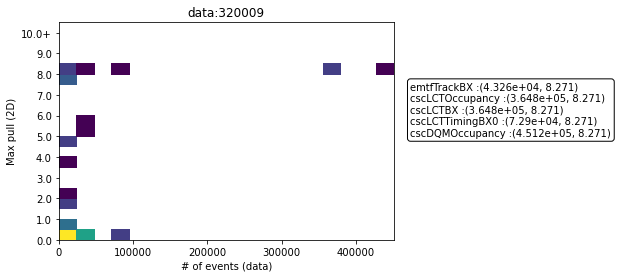 data:320009
10.0+
9.0
8.0
7.0
6.0
5.0
4.0
3.0
2.0
1.0
0.0
Max pull (2D)
0 100000 200000 300000 400000
# of events (data)
emtfTrackBX :(4.326e+04, 8.271)
cscLCTOccupancy :(3.648e+05, 8.271)
cscLCTBX :(3.648e+05, 8.271)
cscLCTTimingBX0 :(7.29e+04, 8.271)
cscDQMOccupancy :(4.512e+05, 8.271)